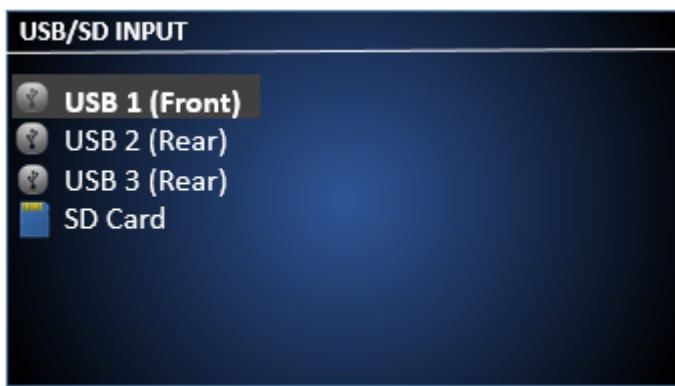 USB/SD INPUT
USB 1 (Front)
USB 2 (Rear)
USB 3 (Rear)
SD Card